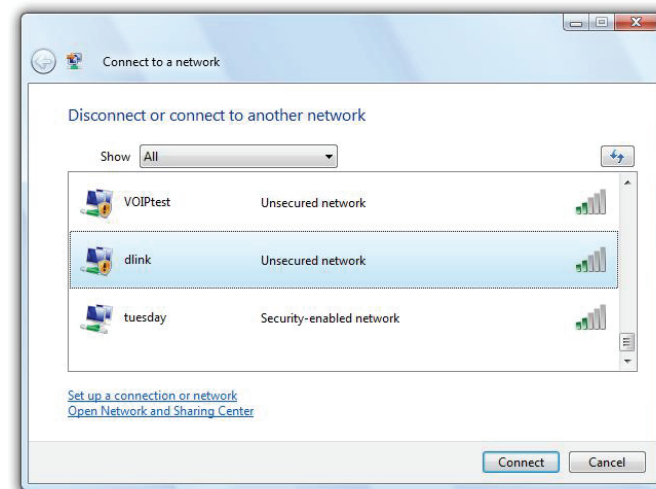 Connect to a network
Disconnect or connect to another network
Show All
VOIPtest Unsecured network
dlink Unsecured network
tuesday Security-enabled network
Set up a connection or network
Open Network and Sharing Center
Connect Cancel